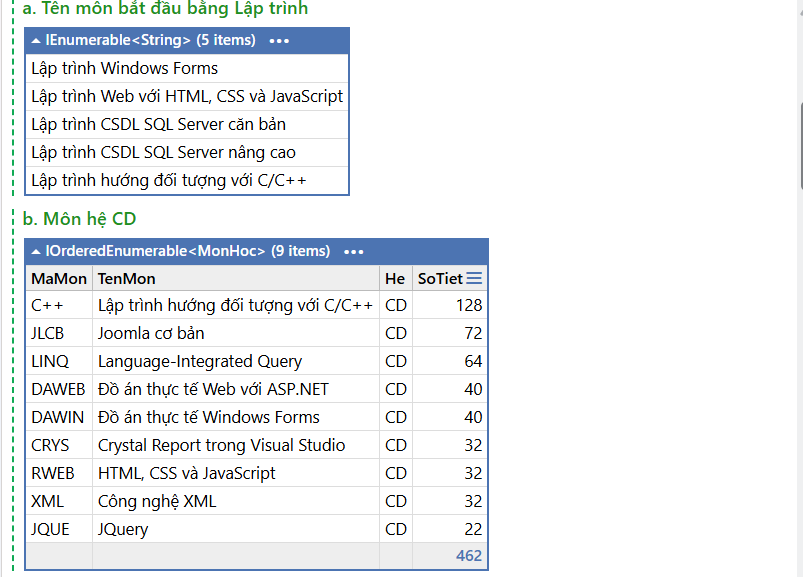 a. Tên môn bắt đầu bằng Lập trình
IEnumerable<String> (5 items) •••
Lập trình Windows Forms
Lập trình Web với HTML, CSS và JavaScript
Lập trình CSDL SQL Server căn bản
Lập trình CSDL SQL Server nâng cao
Lập trình hướng đối tượng với C/C++
b. Môn hệ CD
IOrderedEnumerable<MonHoc> (9 items) •••
MaMon TenMon He SoTiet
C++ Lập trình hướng đối tượng với C/C++ CD 128
JLCB Joomla cơ bản CD 72
LINQ Language-Integrated Query CD 64
DAWEB Đồ án thực tế Web với ASP.NET CD 40
DAWIN Đồ án thực tế Windows Forms CD 40
CRYS Crystal Report trong Visual Studio CD 32
RWEB HTML, CSS và JavaScript CD 32
XML Công nghệ XML CD 32
JQUE JQuery CD 22
462